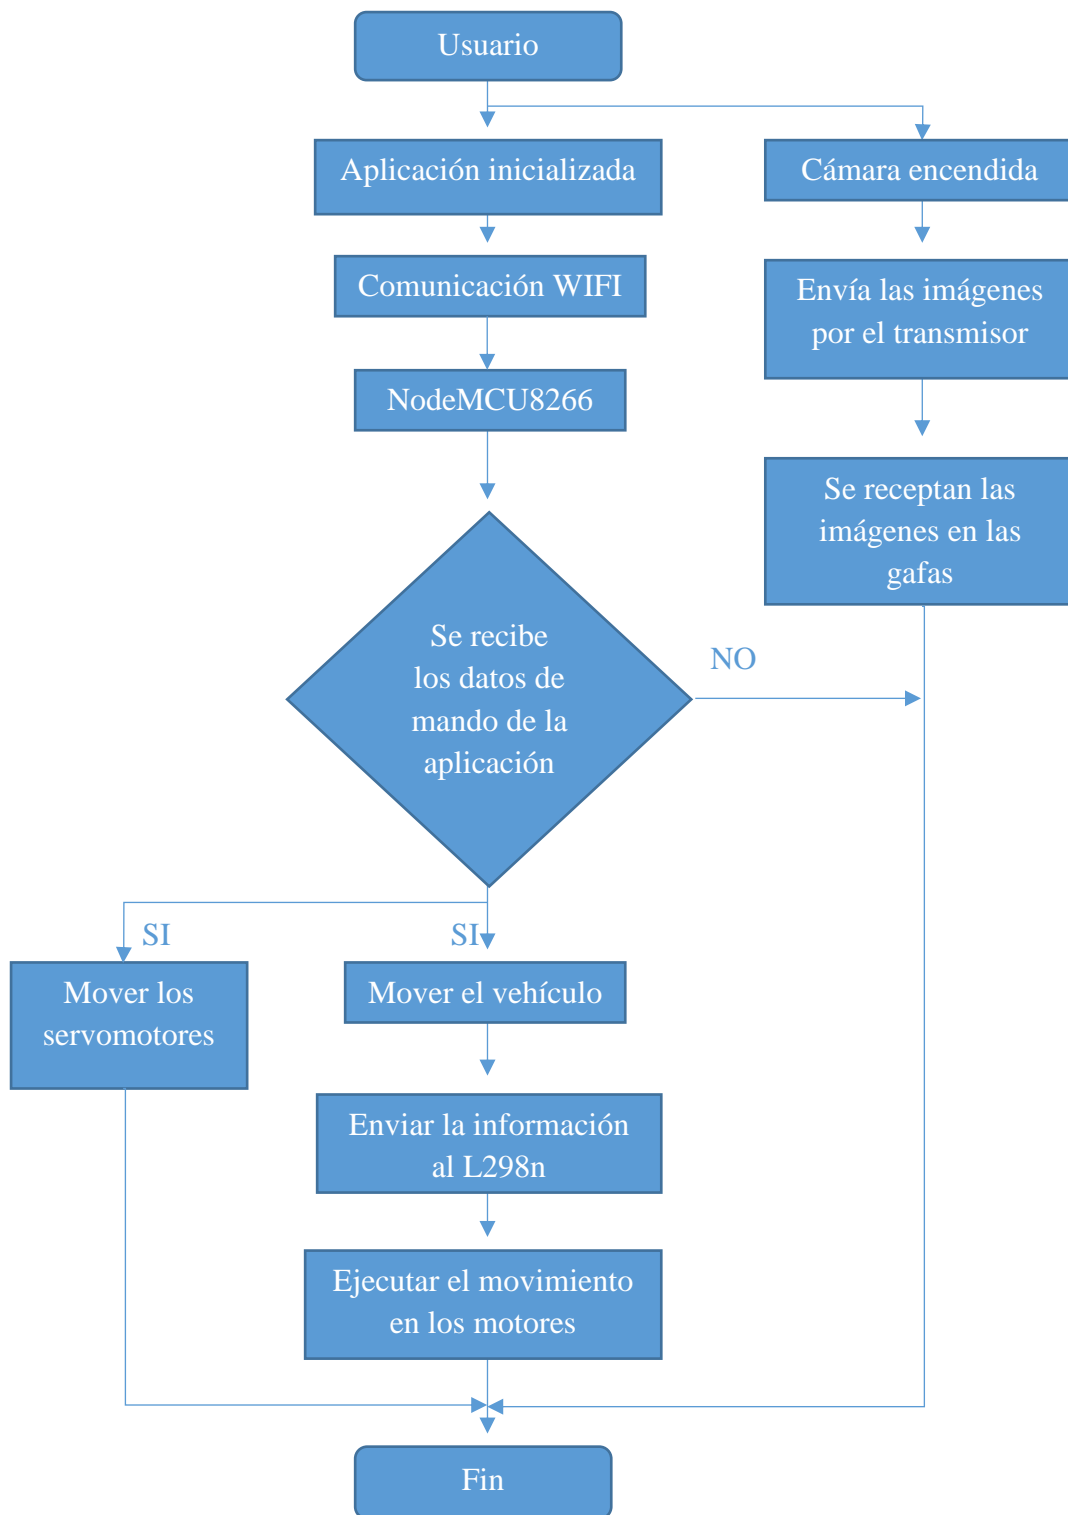 Usuario
Aplicación inicializada
Cámara encendida
Comunicación WIFI
Envía las imágenes
por el transmisor
NodeMCU8266
Se receptan las
imágenes en las
gafas
Se recibe
los datos de
mando de la
aplicación
NO
SI
SI
Mover los
servomotores
Mover el vehículo
Enviar la información
al L298n
Ejecutar el movimiento
en los motores
Fin